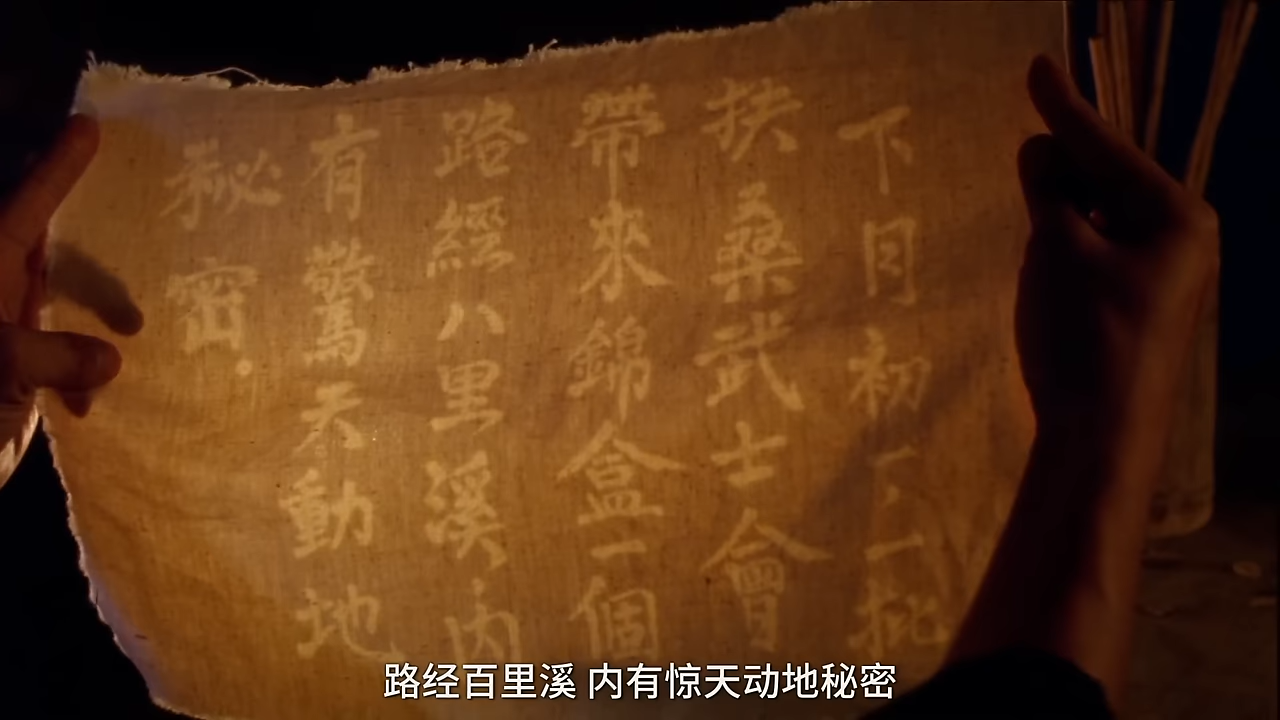 下月初一,一批
扶桑武士會
帶來錦盒一個
路經八里溪,内
有驚天動地
秘密.
路经百里溪 内有惊天动地秘密